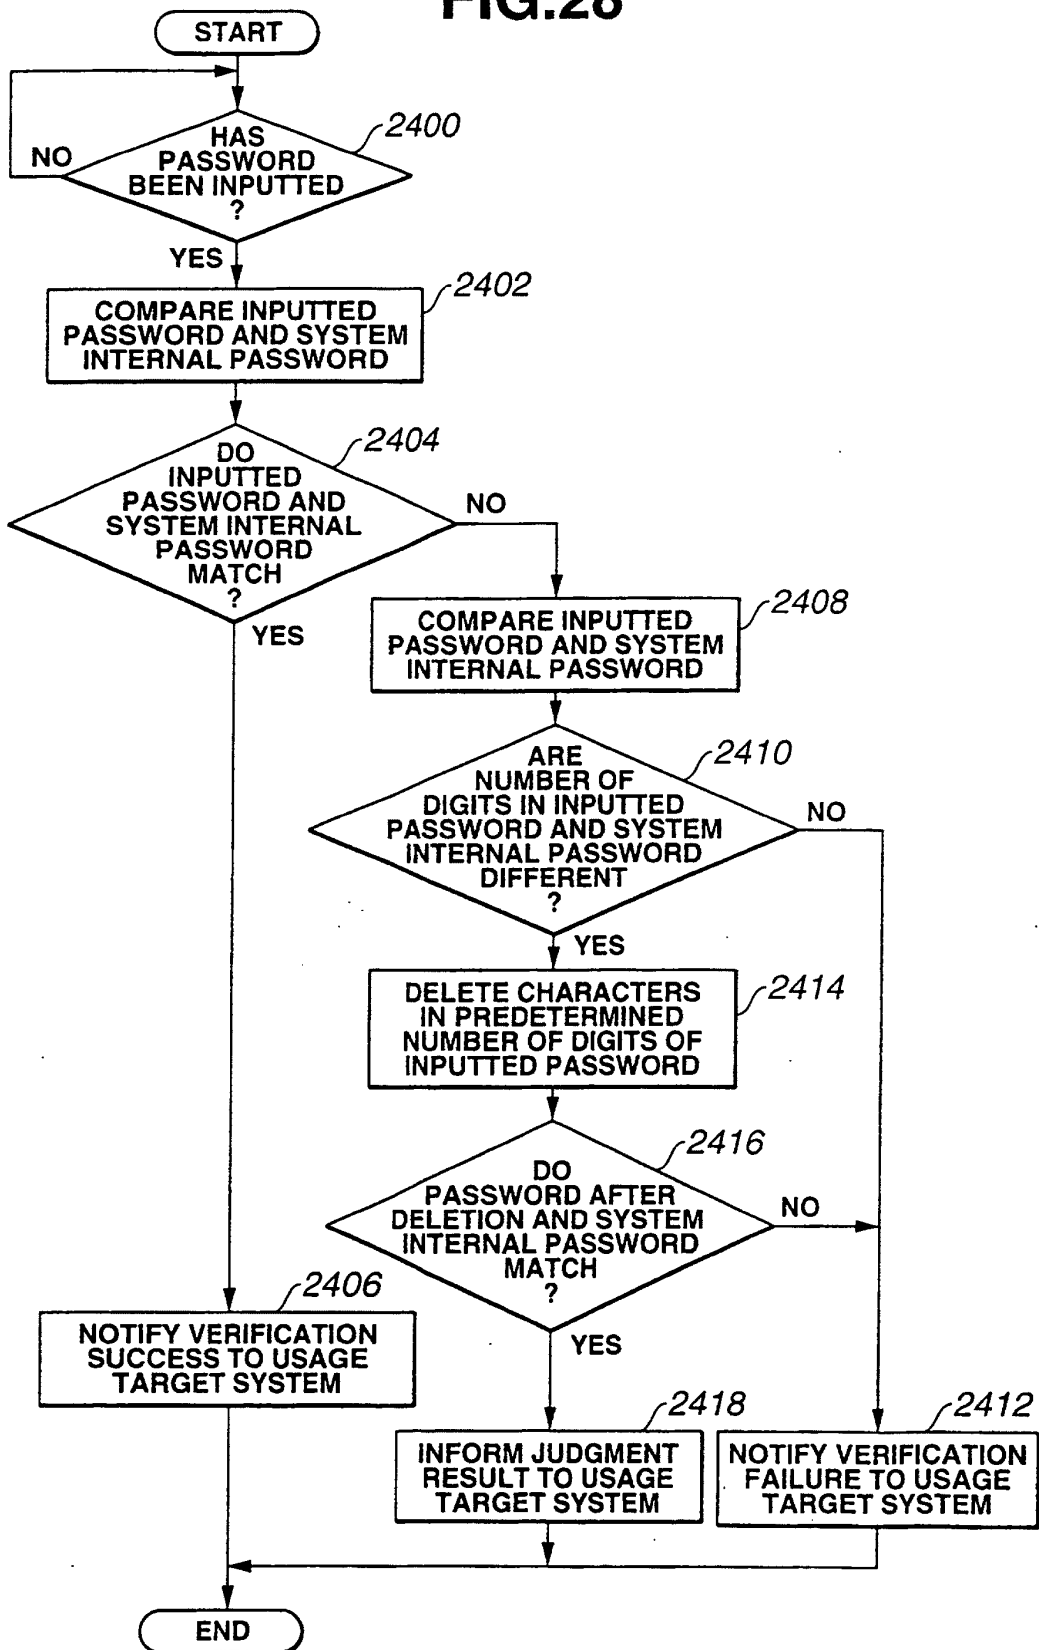 FIG.28
START
2400
HAS
PASSWORD
BEEN INPUTTED
?
NO
YES
2402
COMPARE INPUTTED
PASSWORD AND SYSTEM
INTERNAL PASSWORD
2404
DO
INPUTTED
PASSWORD AND
SYSTEM INTERNAL
PASSWORD
MATCH
?
NO
YES
2408
COMPARE INPUTTED
PASSWORD AND SYSTEM
INTERNAL PASSWORD
2410
ARE
NUMBER OF
DIGITS IN INPUTTED
PASSWORD AND SYSTEM
INTERNAL PASSWORD
DIFFERENT
?
NO
YES
2414
DELETE CHARACTERS
IN PREDETERMINED
NUMBER OF DIGITS OF
INPUTTED PASSWORD
2416
DO
PASSWORD AFTER
DELETION AND SYSTEM
INTERNAL PASSWORD
MATCH
?
NO
YES
2406
NOTIFY VERIFICATION
SUCCESS TO USAGE
TARGET SYSTEM
2418
INFORM JUDGMENT
RESULT TO USAGE
TARGET SYSTEM
2412
NOTIFY VERIFICATION
FAILURE TO USAGE
TARGET SYSTEM
END